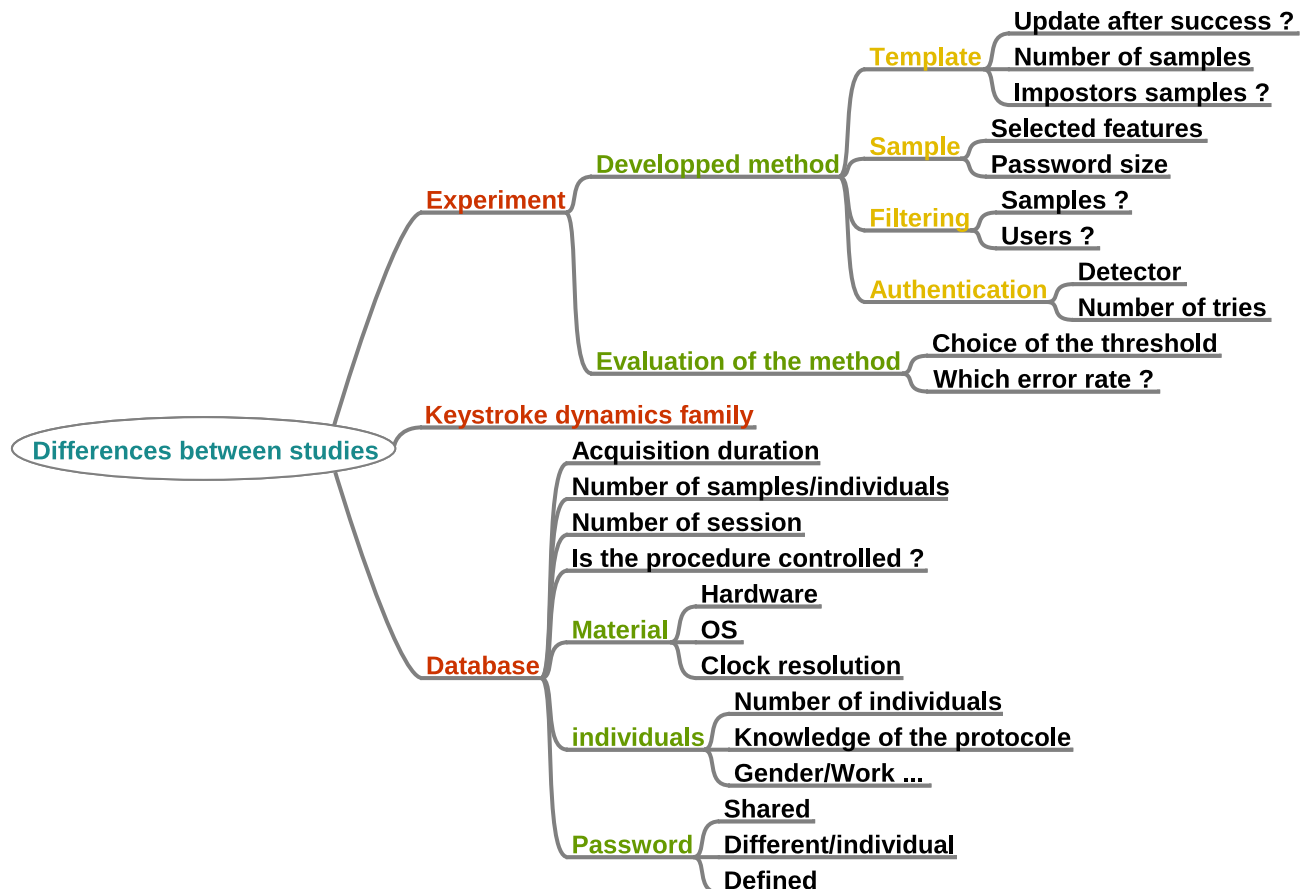 Differences between studies
Experiment
Developped method
Template
Update after success ?
Number of samples
Impostors samples ?
Sample
Selected features
Password size
Filtering
Samples ?
Users ?
Authentication
Detector
Number of tries
Evaluation of the method
Choice of the threshold
Which error rate ?
Keystroke dynamics family
Database
Acquisition duration
Number of samples/individuals
Number of session
Is the procedure controlled ?
Material
Hardware
OS
Clock resolution
individuals
Number of individuals
Knowledge of the protocole
Gender/Work ...
Password
Shared
Different/individual
Defined